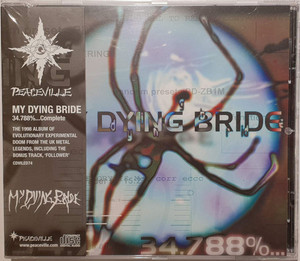 PEACEVILLE
MY DYING BRIDE
34.788%...Complete
THE 1998 ALBUM OF
EVOLUTIONARY EXPERIMENTAL
DOOM FROM THE UK METAL
LEGENDS, INCLUDING THE
BONUS TRACK, 'FOLLOWER'
CDVILED74
MY DYING BRIDE
PEACEVILLE
www.peaceville.com
DYING BRIDE
34.788%...